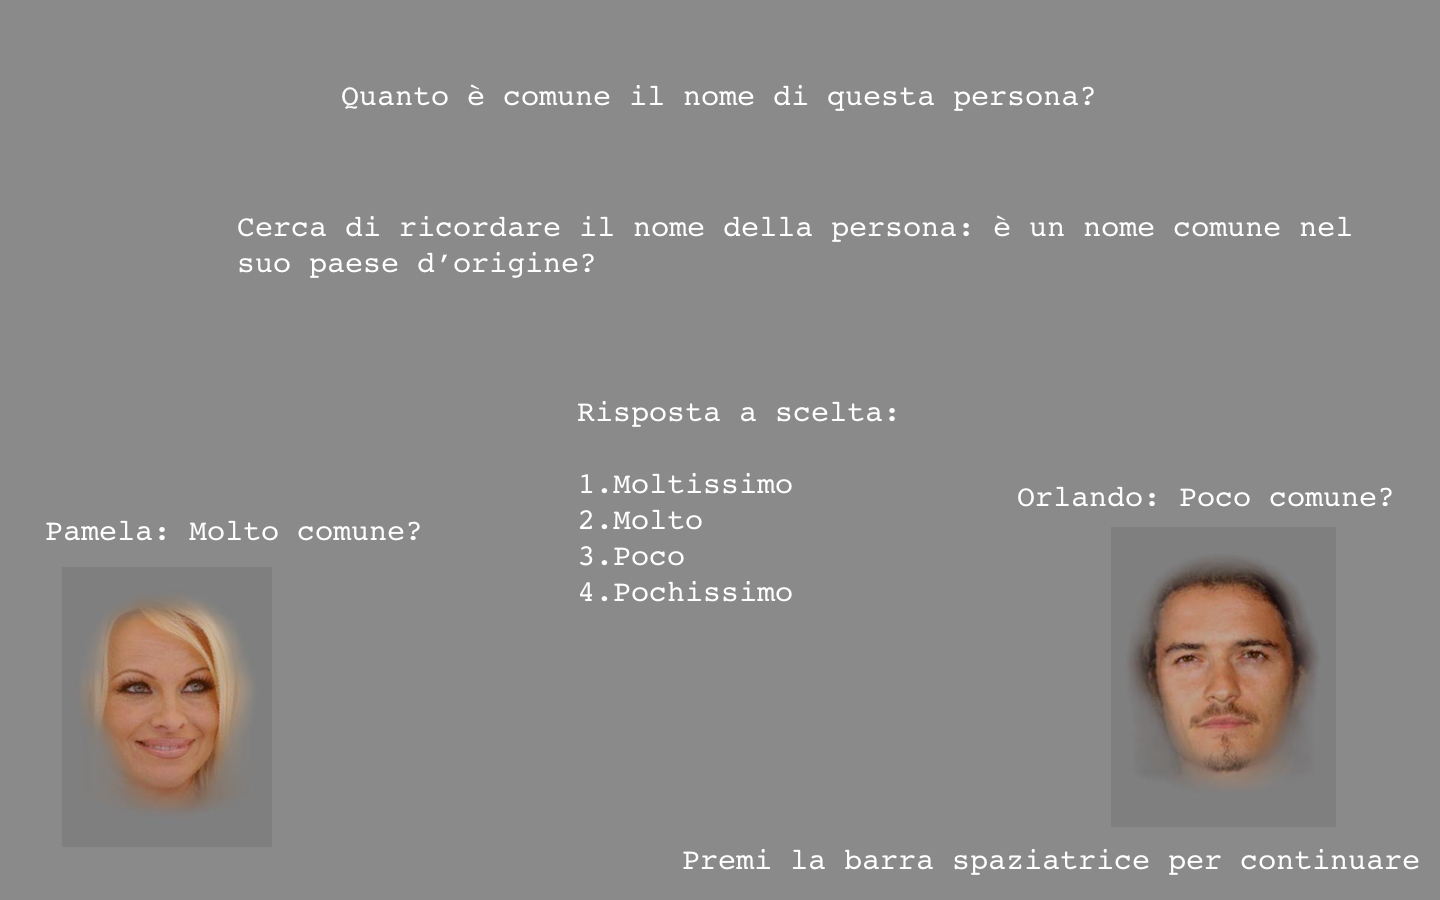 Quanto è comune il nome di questa persona?
Cerca di ricordare il nome della persona: è un nome comune nel
suo paese d’origine?
Risposta a scelta:
1.Moltissimo
2.Molto
3.Poco
4.Pochissimo
Pamela: Molto comune?
Orlando: Poco comune?
Premi la barra spaziatrice per continuare